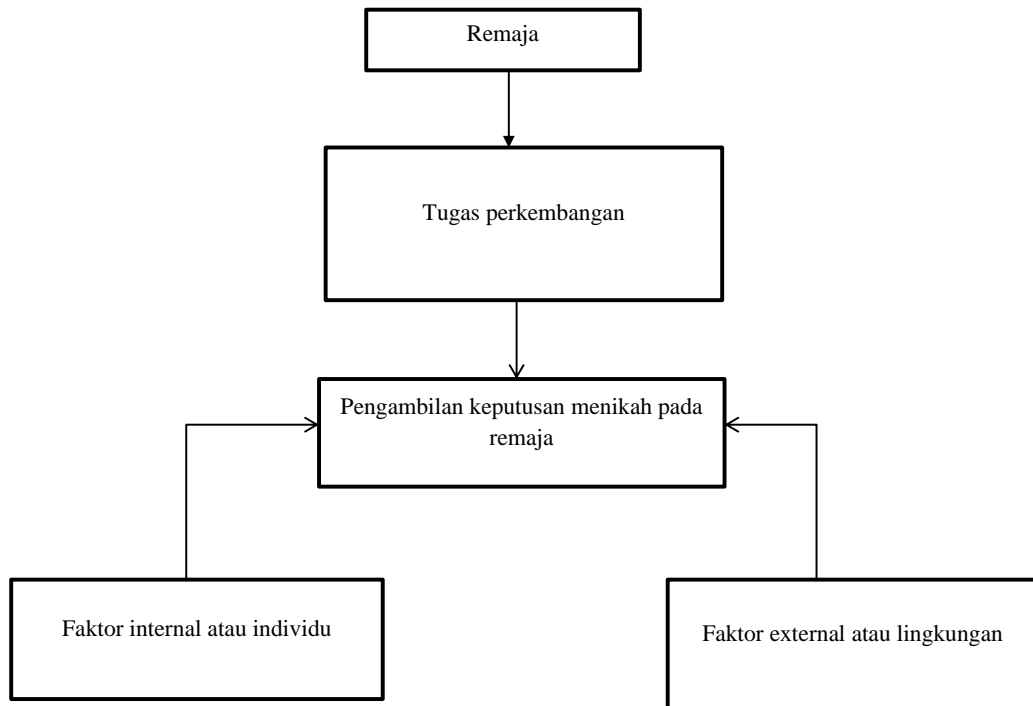 Remaja
Tugas perkembangan
Pengambilan keputusan menikah pada
remaja
Faktor internal atau individu
Faktor external atau lingkungan